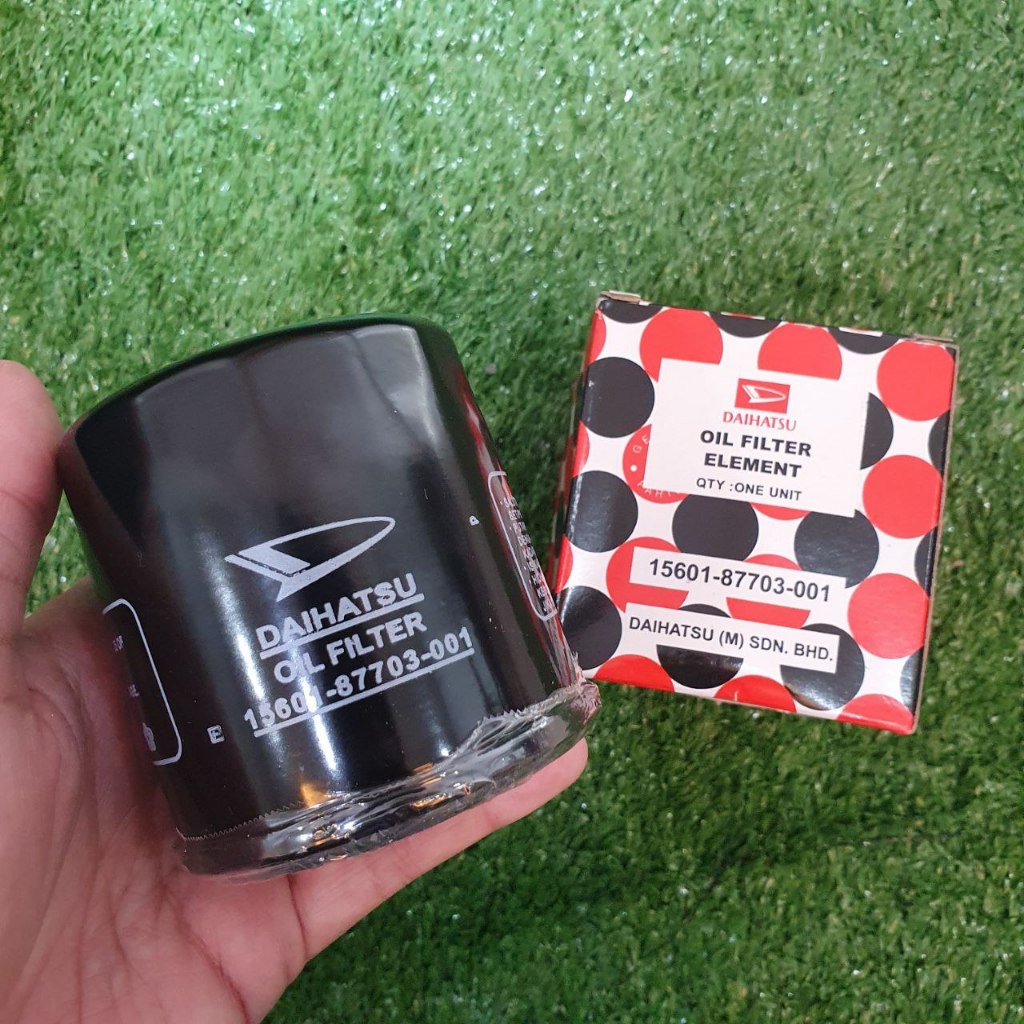 DAIHATSU
OIL FILTER
15601-87703-001
E
DAIHATSU
OIL FILTER
ELEMENT
QTY :ONE UNIT
15601-87703-001
DAIHATSU (M) SDN. BHD.